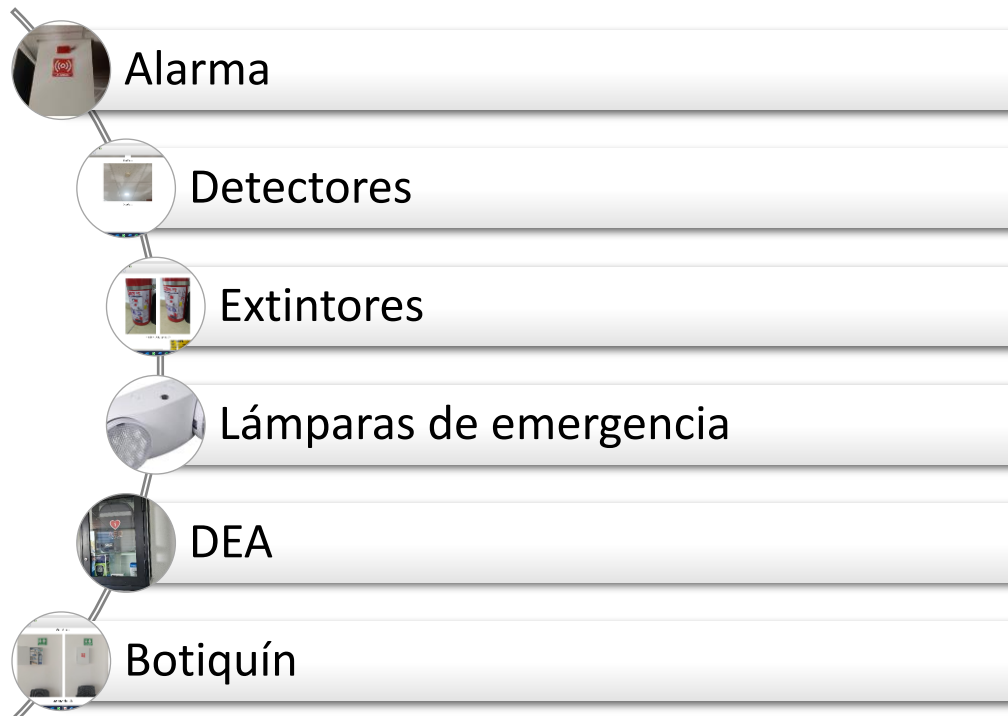 Alarma
Detectores
Extintores
Lámparas de emergencia
DEA
Botiquín